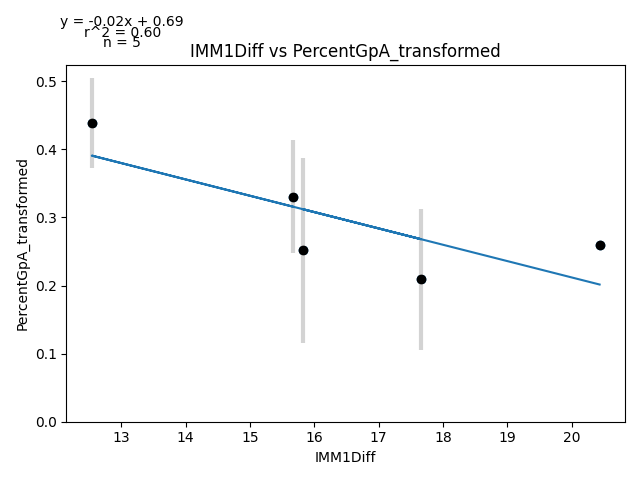 y = -0.02x + 0.69
r^2 = 0.60
n = 5
IMM1Diff vs PercentGpA_transformed
0.5
0.4
0.3
0.2
0.1
0.0
PercentGpA_transformed
13 14 15 16 17 18 19 20
IMM1Diff